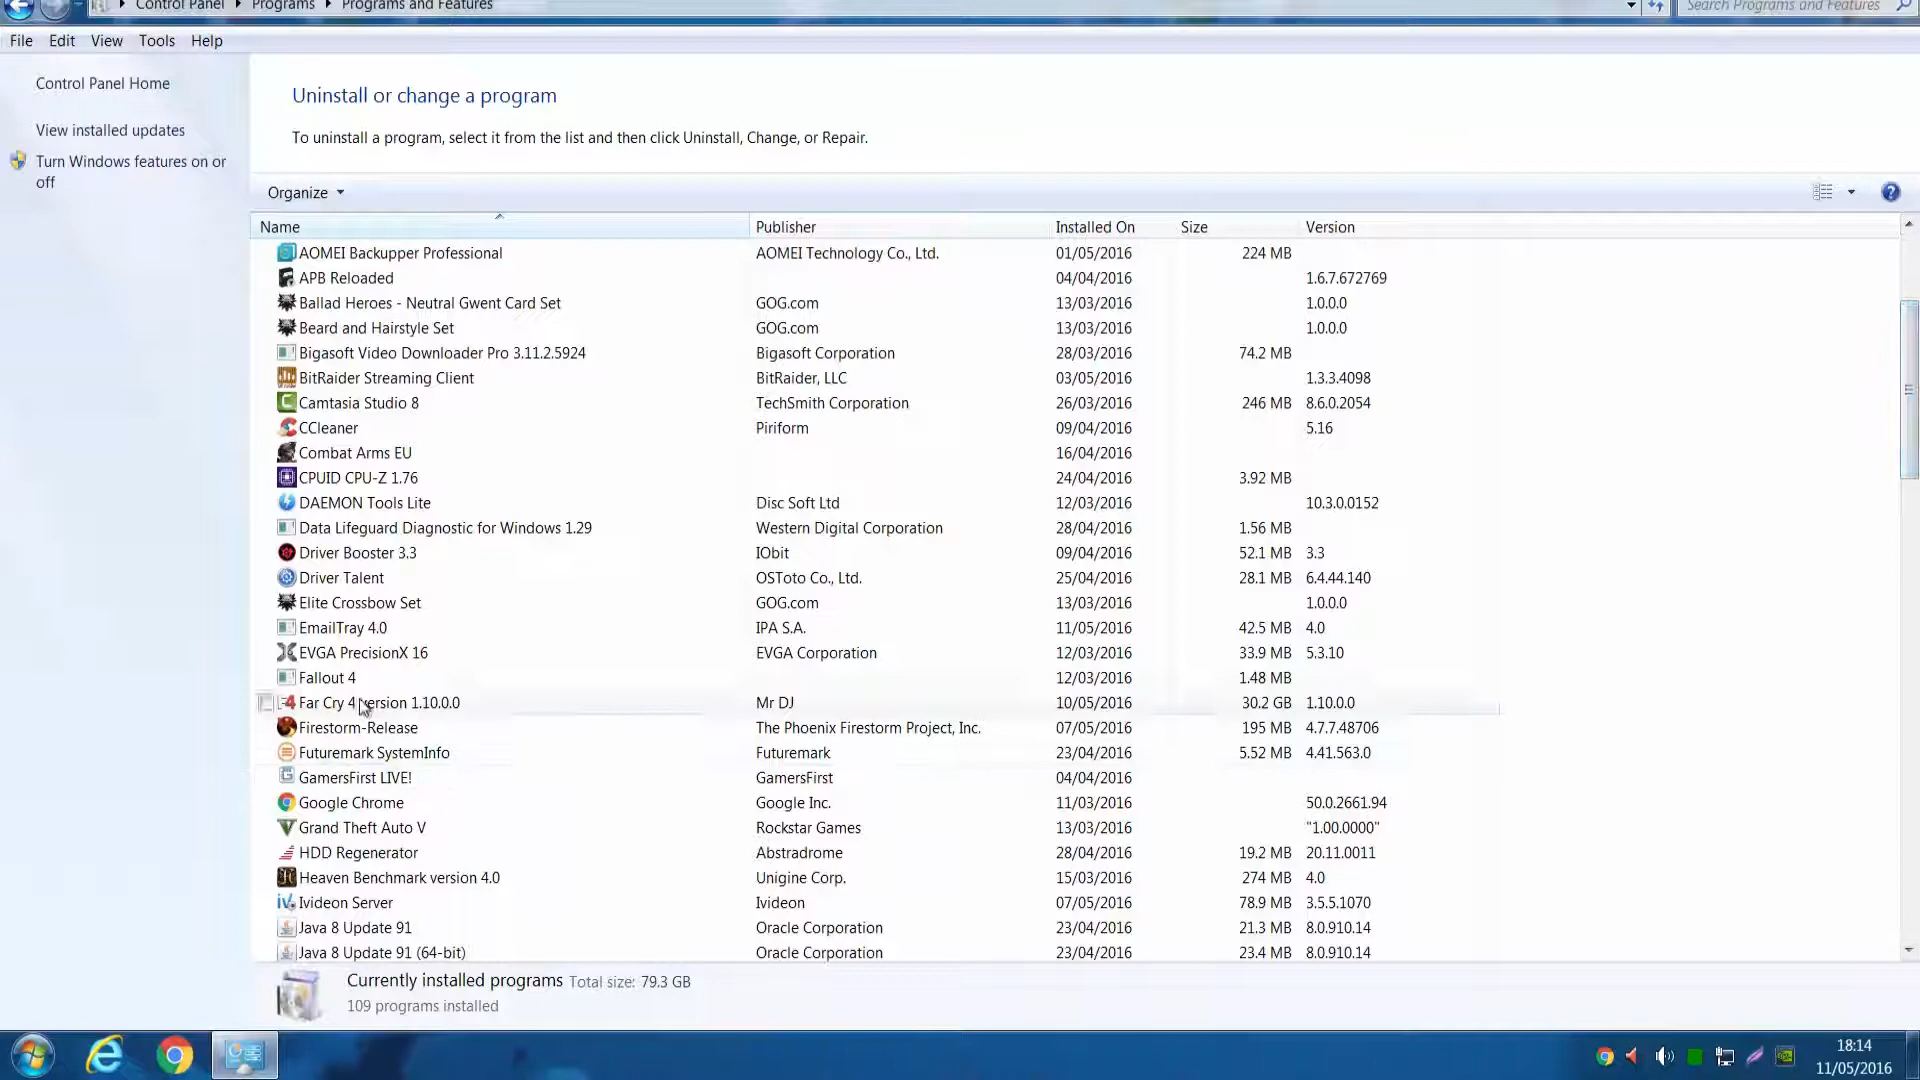 Control Panel Programs Programs and Features Search Programs and Features
File Edit View Tools Help
Control Panel Home
View installed updates
Turn Windows features on or
off
Uninstall or change a program
To uninstall a program, select it from the list and then click Uninstall, Change, or Repair.
Organize
Name Publisher Installed On Size Version
AOMEI Backupper Professional AOMEI Technology Co., Ltd. 01/05/2016 224 MB
APB Reloaded 04/04/2016 1.6.7.672769
Ballad Heroes - Neutral Gwent Card Set GOG.com 13/03/2016 1.0.0.0
Beard and Hairstyle Set GOG.com 13/03/2016 1.0.0.0
Bigasoft Video Downloader Pro 3.11.2.5924 Bigasoft Corporation 28/03/2016 74.2 MB
BitRaider Streaming Client BitRaider, LLC 03/05/2016 1.3.3.4098
Camtasia Studio 8 TechSmith Corporation 26/03/2016 246 MB 8.6.0.2054
CCleaner Piriform 09/04/2016 5.16
Combat Arms EU 16/04/2016
CPUID CPU-Z 1.76 24/04/2016 3.92 MB
DAEMON Tools Lite Disc Soft Ltd 12/03/2016 10.3.0.0152
Data Lifeguard Diagnostic for Windows 1.29 Western Digital Corporation 28/04/2016 1.56 MB
Driver Booster 3.3 IObit 09/04/2016 52.1 MB 3.3
Driver Talent OSToto Co., Ltd. 25/04/2016 28.1 MB 6.4.44.140
Elite Crossbow Set GOG.com 13/03/2016 1.0.0.0
EmailTray 4.0 IPA S.A. 11/05/2016 42.5 MB 4.0
EVGA PrecisionX 16 EVGA Corporation 12/03/2016 33.9 MB 5.3.10
Fallout 4 12/03/2016 1.48 MB
Far Cry 4 version 1.10.0.0 Mr DJ 10/05/2016 30.2 GB 1.10.0.0
Firestorm-Release The Phoenix Firestorm Project, Inc. 07/05/2016 195 MB 4.7.7.48706
Futuremark SystemInfo Futuremark 23/04/2016 5.52 MB 4.41.563.0
GamersFirst LIVE! GamersFirst 04/04/2016
Google Chrome Google Inc. 11/03/2016 50.0.2661.94
Grand Theft Auto V Rockstar Games 13/03/2016 "1.00.0000"
HDD Regenerator Abstradrome 28/04/2016 19.2 MB 20.11.0011
Heaven Benchmark version 4.0 Unigine Corp. 15/03/2016 274 MB 4.0
Ivideon Server Ivideon 07/05/2016 78.9 MB 3.5.5.1070
Java 8 Update 91 Oracle Corporation 23/04/2016 21.3 MB 8.0.910.14
Java 8 Update 91 (64-bit) Oracle Corporation 23/04/2016 23.4 MB 8.0.910.14
Currently installed programs Total size: 79.3 GB
109 programs installed
18:14
11/05/2016